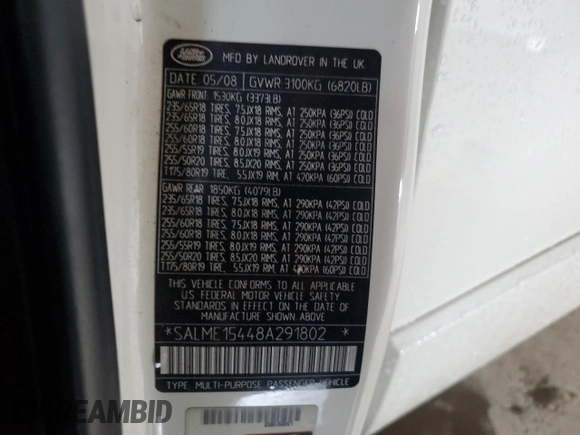 LAND ROVER
MFD BY LANDROVER IN THE UK.
DATE 05/08 GVWR 3100KG (6820LB)
GAWR FRONT: 1530KG (3373LB)
235/65R18 TIRES, 7.5JX18 RIMS, AT 250KPA (36PSI) COLD
235/65R18 TIRES, 8.0JX18 RIMS, AT 250KPA (36PSI) COLD
255/60R18 TIRES, 7.5JX18 RIMS, AT 250KPA (36PSI) COLD
255/60R18 TIRES, 8.0JX18 RIMS, AT 250KPA (36PSI) COLD
255/55R19 TIRES, 8.0JX19 RIMS, AT 250KPA (36PSI) COLD
255/50R20 TIRES, 8.5JX20 RIMS, AT 250KPA (36PSI) COLD
T175/80R19 TIRE, 5.5JX19 RIM, AT 420KPA (60PSI) COLD
GAWR REAR 1850KG (4079LB)
235/65R18 TIRES, 7.5JX18 RIMS, AT 290KPA (42PSI) COLD
235/65R18 TIRES, 8.0JX18 RIMS, AT 290KPA (42PSI) COLD
255/60R18 TIRES, 7.5JX18 RIMS, AT 290KPA (42PSI) COLD
255/60R18 TIRES, 8.0JX18 RIMS, AT 290KPA (42PSI) COLD
255/55R19 TIRES, 8.0JX19 RIMS, AT 290KPA (42PSI) COLD
255/50R20 TIRES, 8.5JX20 RIMS, AT 290KPA (42PSI) COLD
T175/80R19 TIRE, 5.5JX19 RIM, AT 420KPA (60PSI) COLD
THIS VEHICLE CONFORMS TO ALL APPLICABLE
US FEDERAL MOTOR VEHICLE SAFETY
STANDARDS IN EFFECT ON THE DATE OF
MANUFACTURE SHOWN ABOVE
*SALME15448A291802*
TYPE: MULTI-PURPOSE PASSENGER VEHICLE
DREAMBID